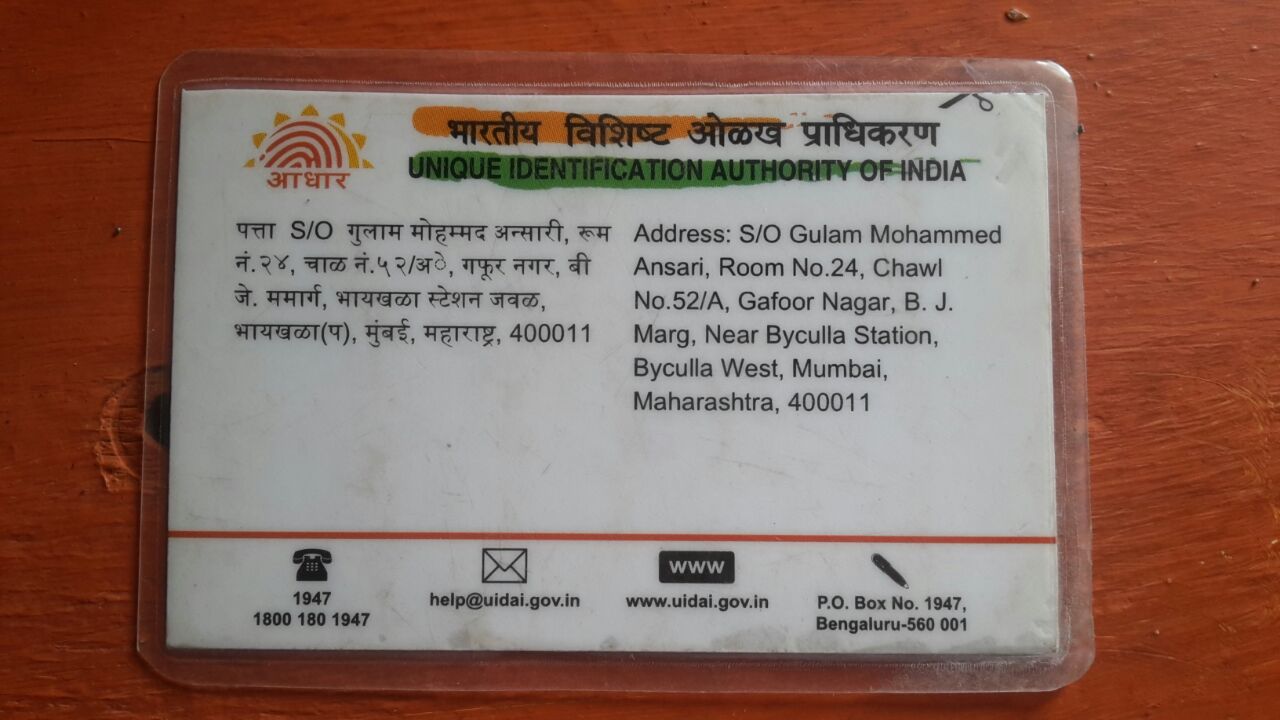 भारतीय विशिष्ट ओळख प्राधिकरण
UNIQUE IDENTIFICATION AUTHORITY OF INDIA
आधार
पत्ता S/O गुलाम मोहम्मद अन्सारी, रूम
नं.२४, चाळ नं.५२/अे, गफूर नगर, बी
जे. ममार्ग, भायखळा स्टेशन जवळ,
भायखळा(प), मुंबई, महाराष्ट्र, 400011
Address: S/O Gulam Mohammed
Ansari, Room No.24, Chawl
No.52/A, Gafoor Nagar, B. J.
Marg, Near Byculla Station,
Byculla West, Mumbai,
Maharashtra, 400011
1947
1800 180 1947
help@uidai.gov.in
www
www.uidai.gov.in
P.O. Box No. 1947,
Bengaluru-560 001